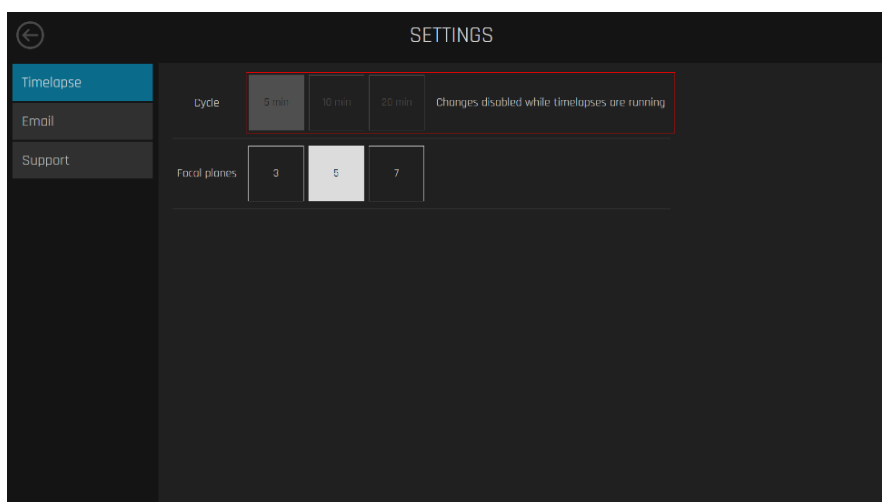 SETTINGS
Timelapse
Email
Support
Cycle
5 min
10 min
20 min
Changes disabled while timelapses are running
Focal planes
3
5
7